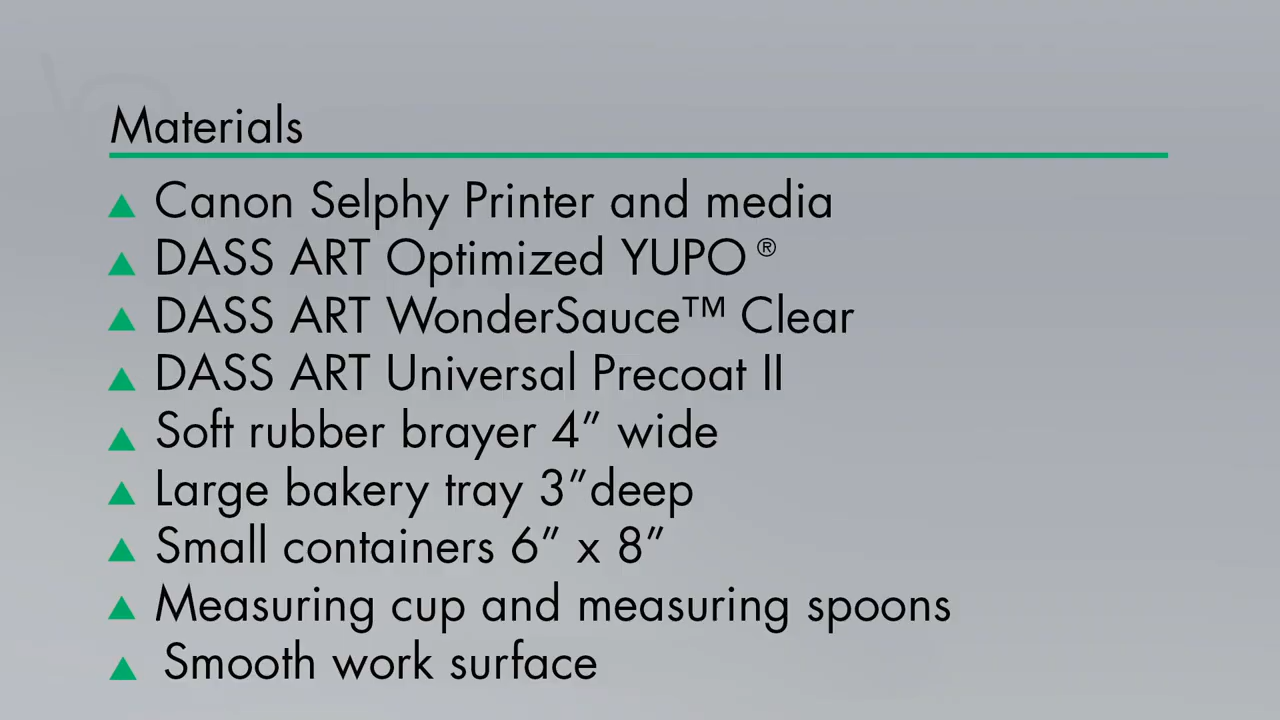 Materials
Canon Selphy Printer and media
DASS ART Optimized YUPO ®
DASS ART WonderSauce™ Clear
DASS ART Universal Precoat II
Soft rubber brayer 4” wide
Large bakery tray 3”deep
Small containers 6” x 8”
Measuring cup and measuring spoons
Smooth work surface